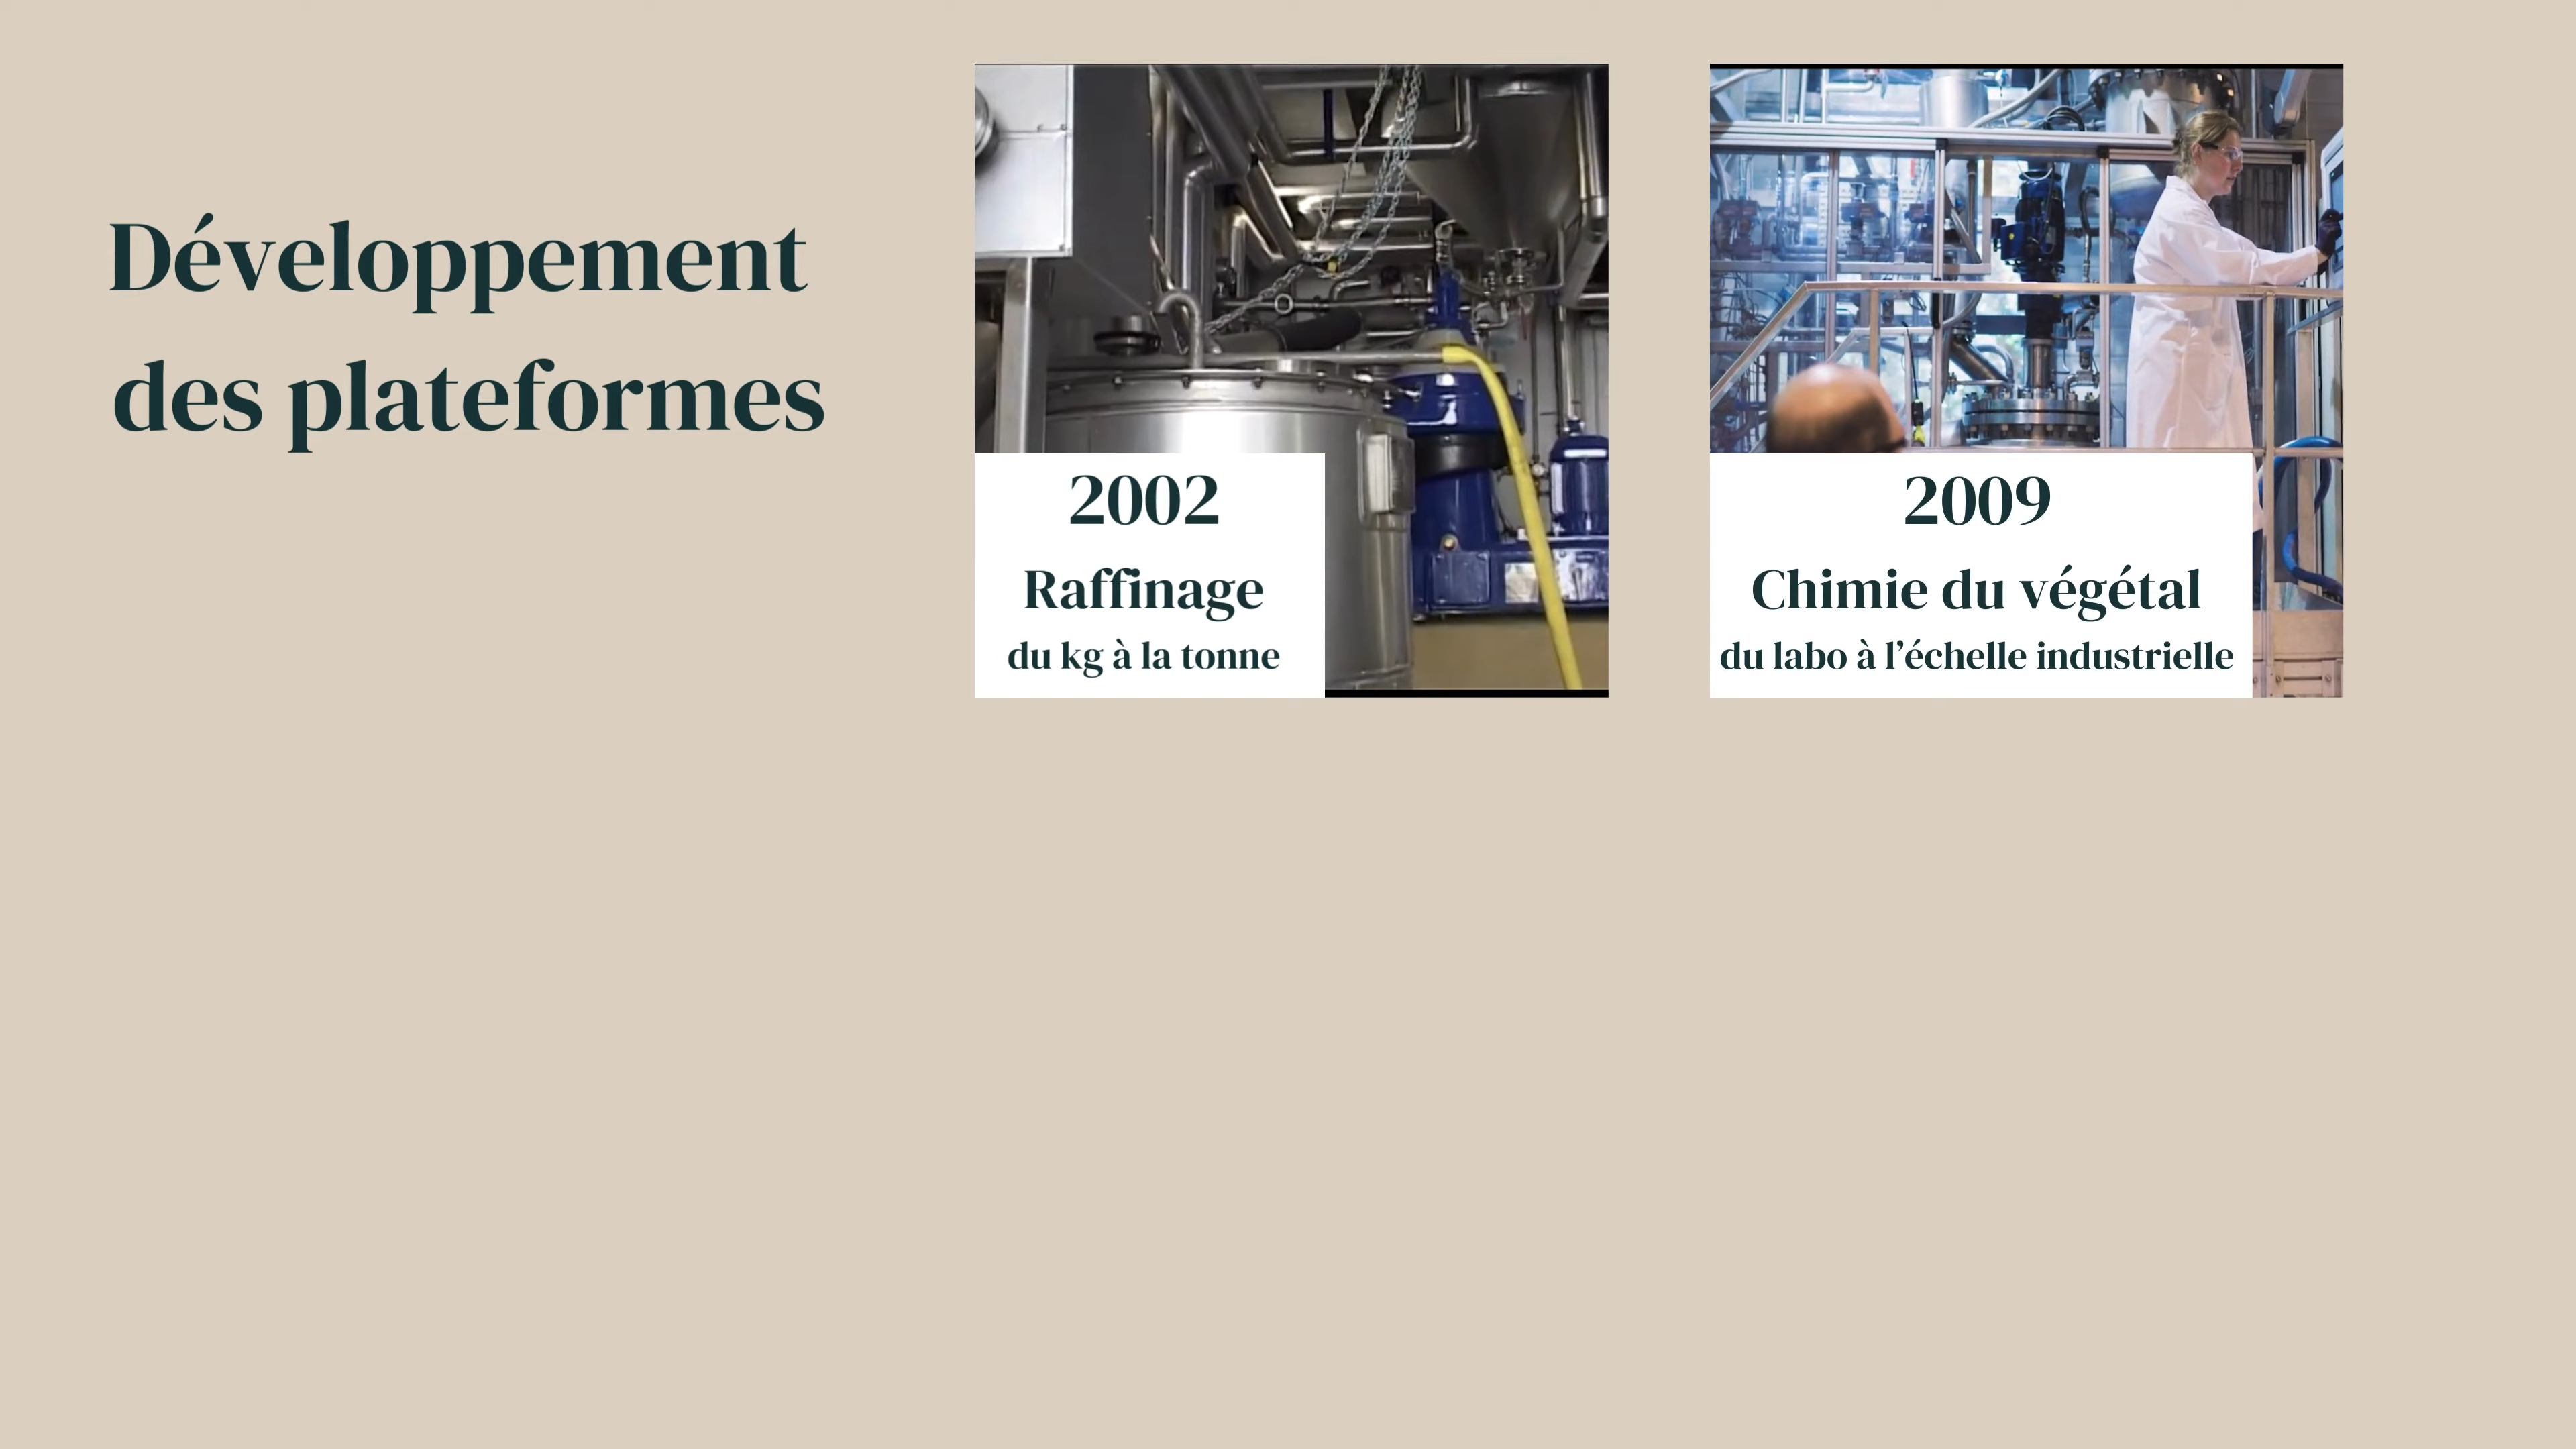 Développement
des plateformes
2002
Raffinage
du kg à la tonne
2009
Chimie du végétal
du labo à l’échelle industrielle